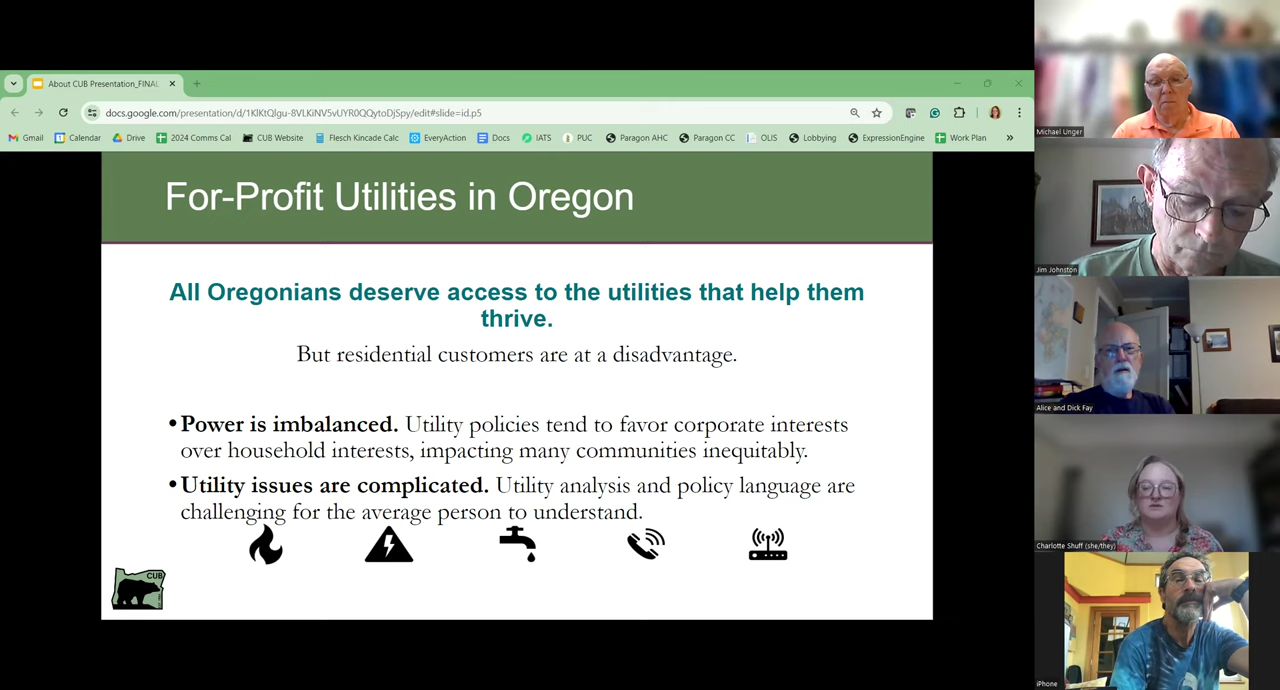 About CUB Presentation_FINAL
docs.google.com/presentation/d/1KlKtQlgu-8VLKiNV5vUYR0QQytoDjSpy/edit#slide=id.p5
Gmail Calendar Drive 2024 Comms Cal CUB Website Flesch Kincade Calc EveryAction Docs IATS PUC Paragon AHC Paragon CC OLIS Lobbying ExpressionEngine Work Plan »
For-Profit Utilities in Oregon
All Oregonians deserve access to the utilities that help them
thrive.
But residential customers are at a disadvantage.
•Power is imbalanced. Utility policies tend to favor corporate interests
over household interests, impacting many communities inequitably.
•Utility issues are complicated. Utility analysis and policy language are
challenging for the average person to understand.
CUB
Michael Unger
Jim Johnston
Alice and Dick Fay
Charlotte Shuff (she/they)
iPhone